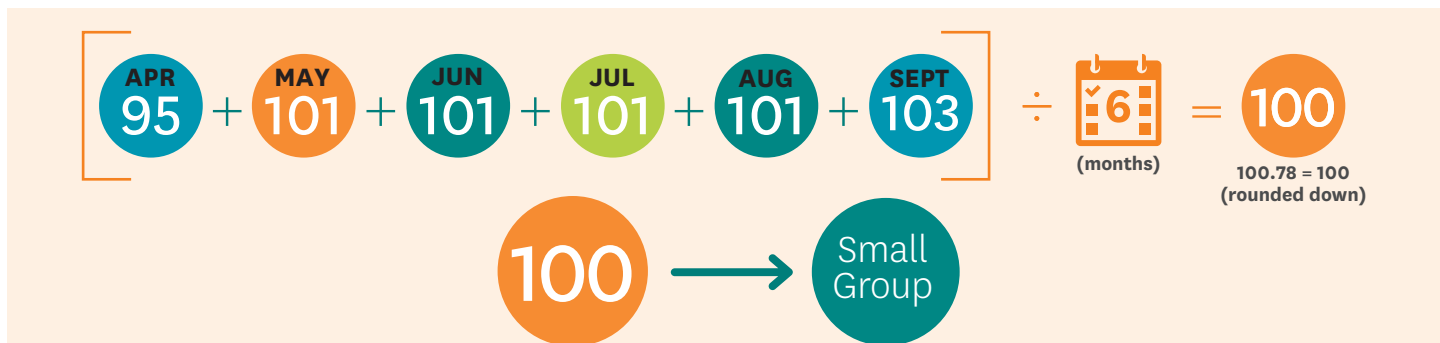 APR MAY JUN JUL AUG SEPT
95 + 101 + 101 + 101 + 101 + 103 ÷ 6 = 100
(months)
100.78 = 100
(rounded down)
100 Small
Group